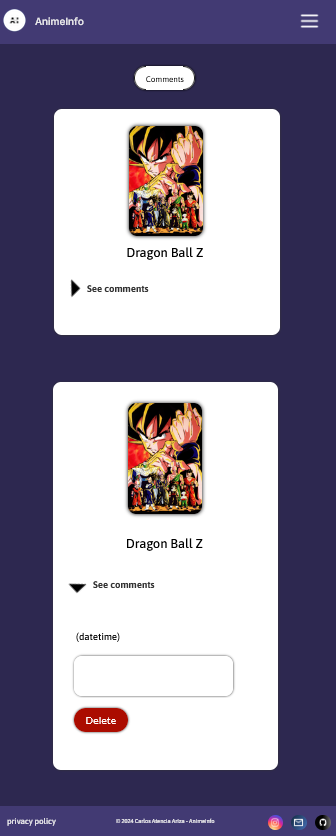 AnimeInfo
Comments
Dragon Ball Z
See comments
Dragon Ball Z
See comments
(datetime)
Delete
privacy policy
© 2024 Carlos Atencia Ariza - AnimeInfo